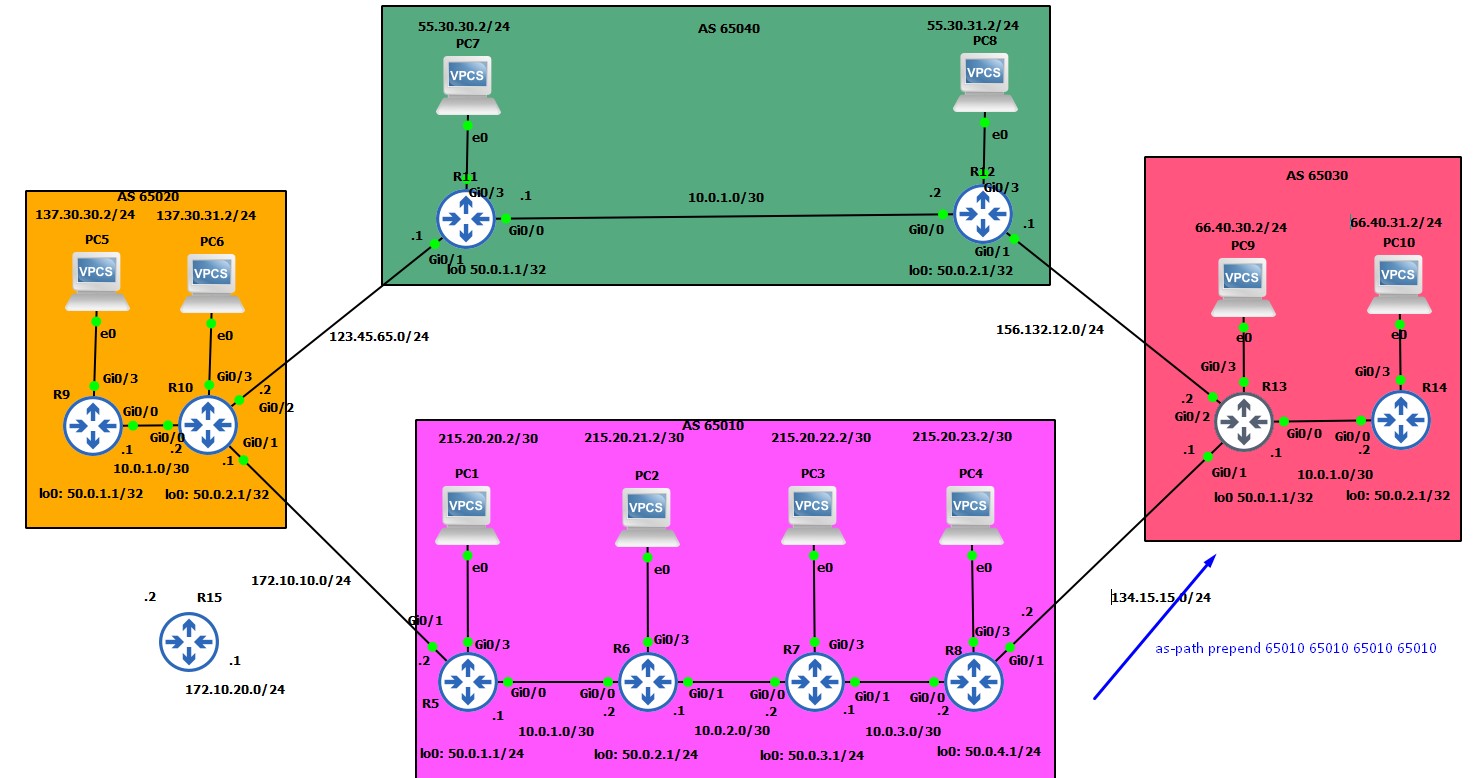 AS 65040
55.30.30.2/24
PC7
VPCS
e0
R11
Gi0/3
.1
Gi0/0
.1
Gi0/1
lo0 50.0.1.1/32
10.0.1.0/30
55.30.31.2/24
PC8
VPCS
e0
R12
Gi0/3
.2
Gi0/0
.1
Gi0/1
lo0: 50.0.2.1/32
AS 65020
137.30.30.2/24
137.30.31.2/24
PC5
PC6
VPCS
VPCS
e0
e0
Gi0/3
Gi0/3
R9
R10
.2
Gi0/2
Gi0/0
Gi0/0
Gi0/1
.1
.2
.1
10.0.1.0/30
lo0: 50.0.1.1/32
lo0: 50.0.2.1/32
123.45.65.0/24
156.132.12.0/24
AS 65030
66.40.30.2/24
66.40.31.2/24
PC9
PC10
VPCS
VPCS
e0
e0
Gi0/3
Gi0/3
R13
R14
.2
Gi0/2
Gi0/0
Gi0/0
.1
.1
.2
Gi0/1
10.0.1.0/30
lo0 50.0.1.1/32
lo0: 50.0.2.1/32
AS 65010
215.20.20.2/30
215.20.21.2/30
215.20.22.2/30
215.20.23.2/30
PC1
PC2
PC3
PC4
VPCS
VPCS
VPCS
VPCS
e0
e0
e0
e0
172.10.10.0/24
.2
R15
.1
172.10.20.0/24
Gi0/1
Gi0/3
Gi0/3
Gi0/3
Gi0/3
.2
.2
Gi0/1
R5
R6
R7
R8
Gi0/0
Gi0/0
Gi0/1
Gi0/0
Gi0/1
Gi0/0
.1
.2
.1
.2
.1
.2
10.0.1.0/30
10.0.2.0/30
10.0.3.0/30
lo0: 50.0.1.1/24
lo0: 50.0.2.1/24
lo0: 50.0.3.1/24
lo0: 50.0.4.1/24
134.15.15.0/24
as-path prepend 65010 65010 65010 65010